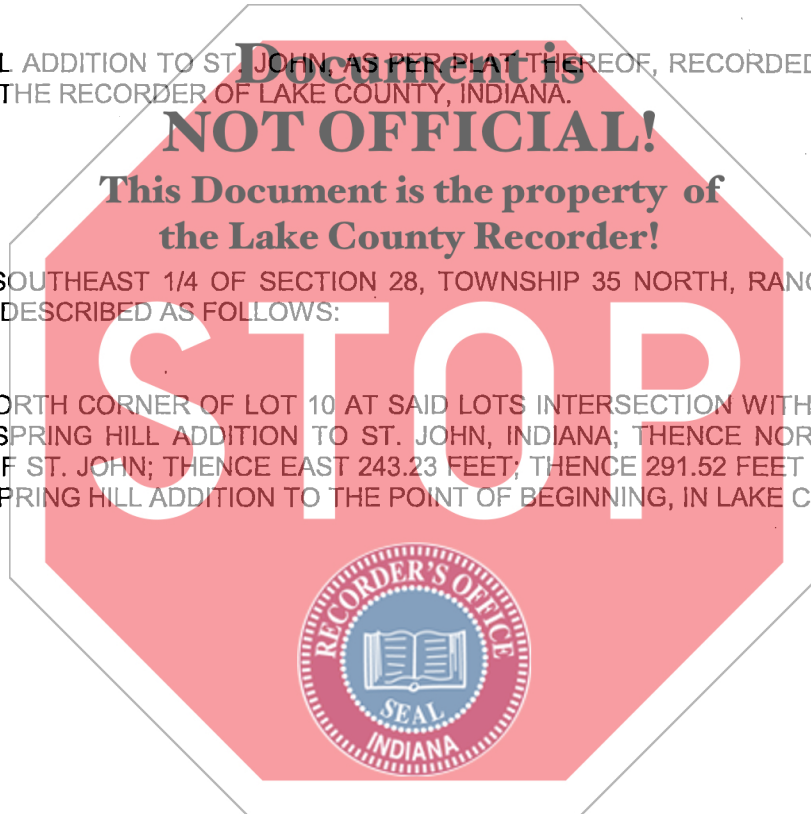 L ADDITION TO ST. JOHN, AS PER PLAT THEREOF, RECORDED
Document is
THE RECORDER OF LAKE COUNTY, INDIANA.
NOT OFFICIAL!
This Document is the property of
the Lake County Recorder!
SOUTHEAST 1/4 OF SECTION 28, TOWNSHIP 35 NORTH, RANG
DESCRIBED AS FOLLOWS:
STOP
ORTH CORNER OF LOT 10 AT SAID LOTS INTERSECTION WITH
SPRING HILL ADDITION TO ST. JOHN, INDIANA; THENCE NOR
F ST. JOHN; THENCE EAST 243.23 FEET; THENCE 291.52 FEET
PRING HILL ADDITION TO THE POINT OF BEGINNING, IN LAKE C
RECORDER'S OFFICE
SEAL
INDIANA